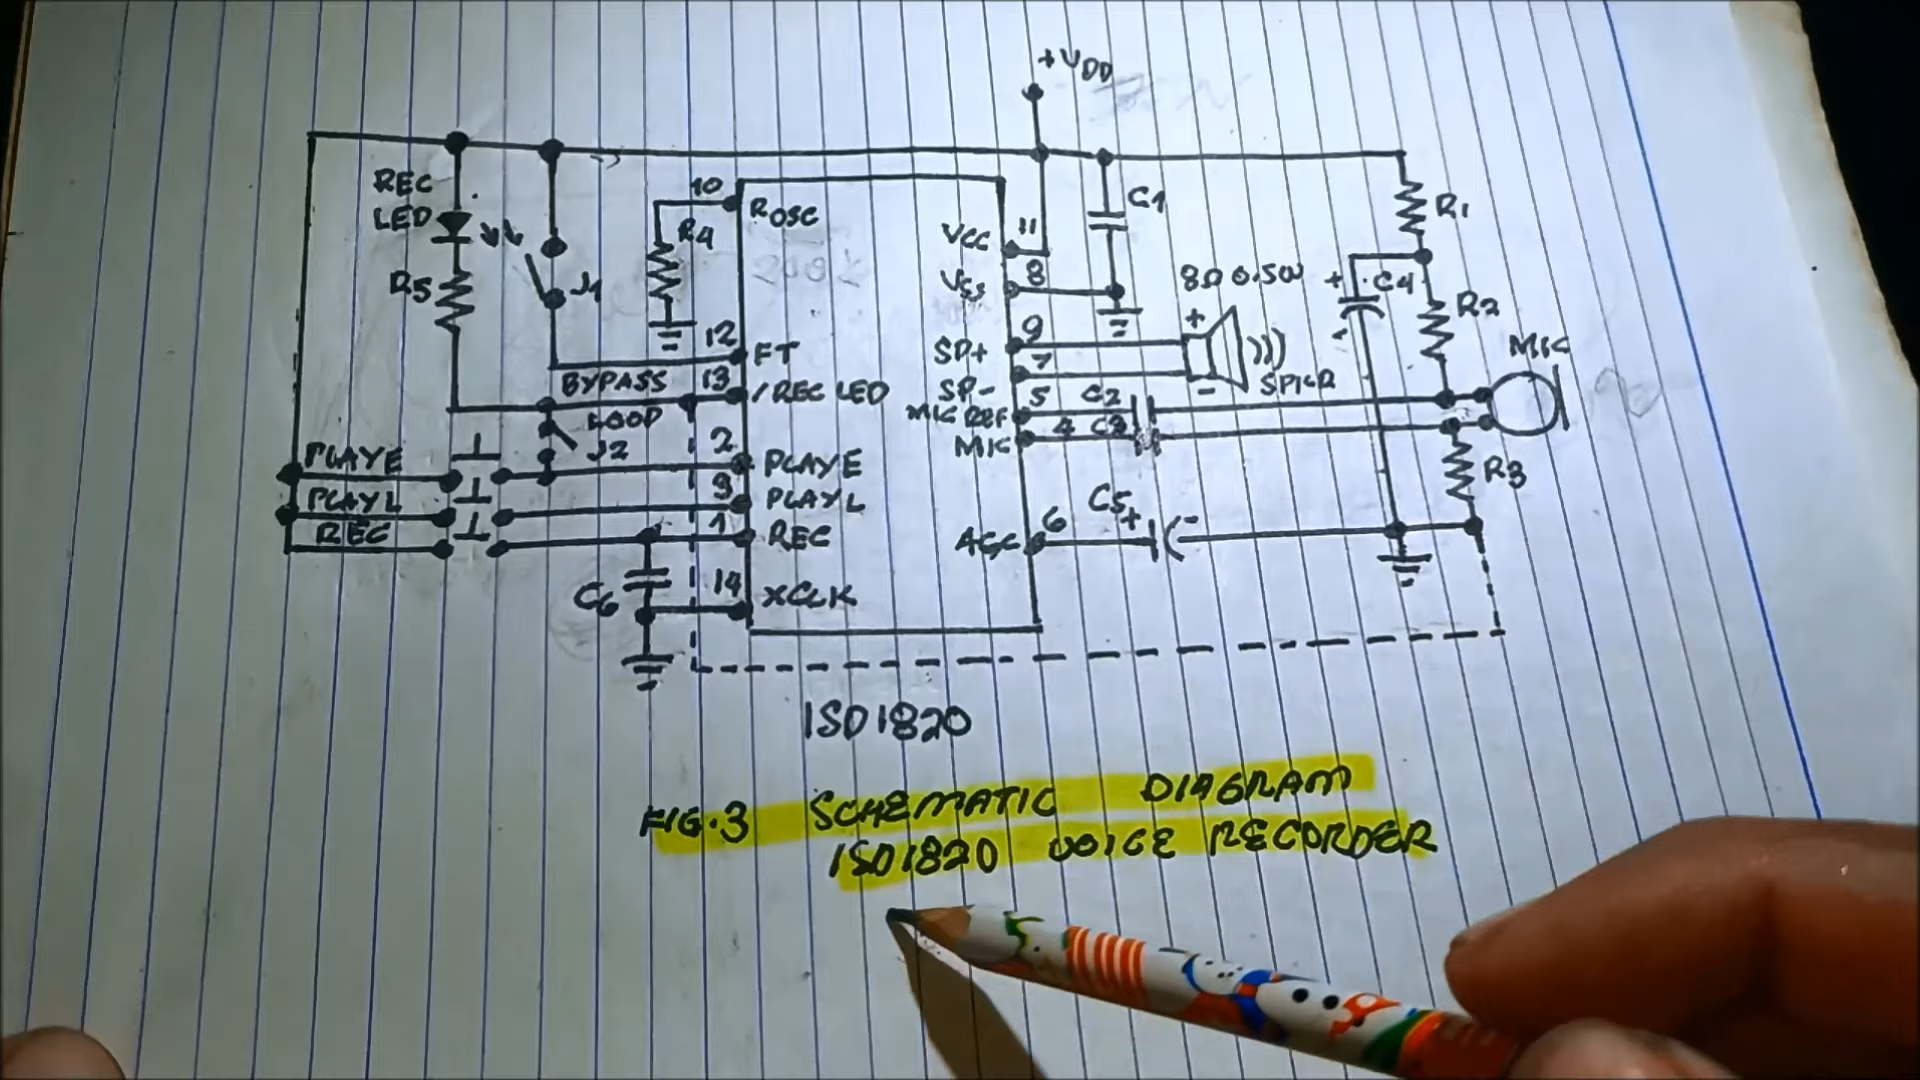 +VDD
REC
LED
R5
J1
10
ROSC
R4
200K
12
FT
BYPASS
13
/REC LED
LOOP
J2
PLAYE
2
PLAYE
PLAYL
3
PLAYL
REC
1
REC
C6
14
XCLK
VCC
11
VSS
8
C1
R1
8Ω 0.5W
+
C4
-
R2
SP+
9
+
SP-
7
-
SPKR
MIC
MIC REF
5
C2
MIC
4
C3
R3
AGC
6
C5
+
-
ISD1820
FIG.3 SCHEMATIC DIAGRAM
ISD1820 VOICE RECORDER